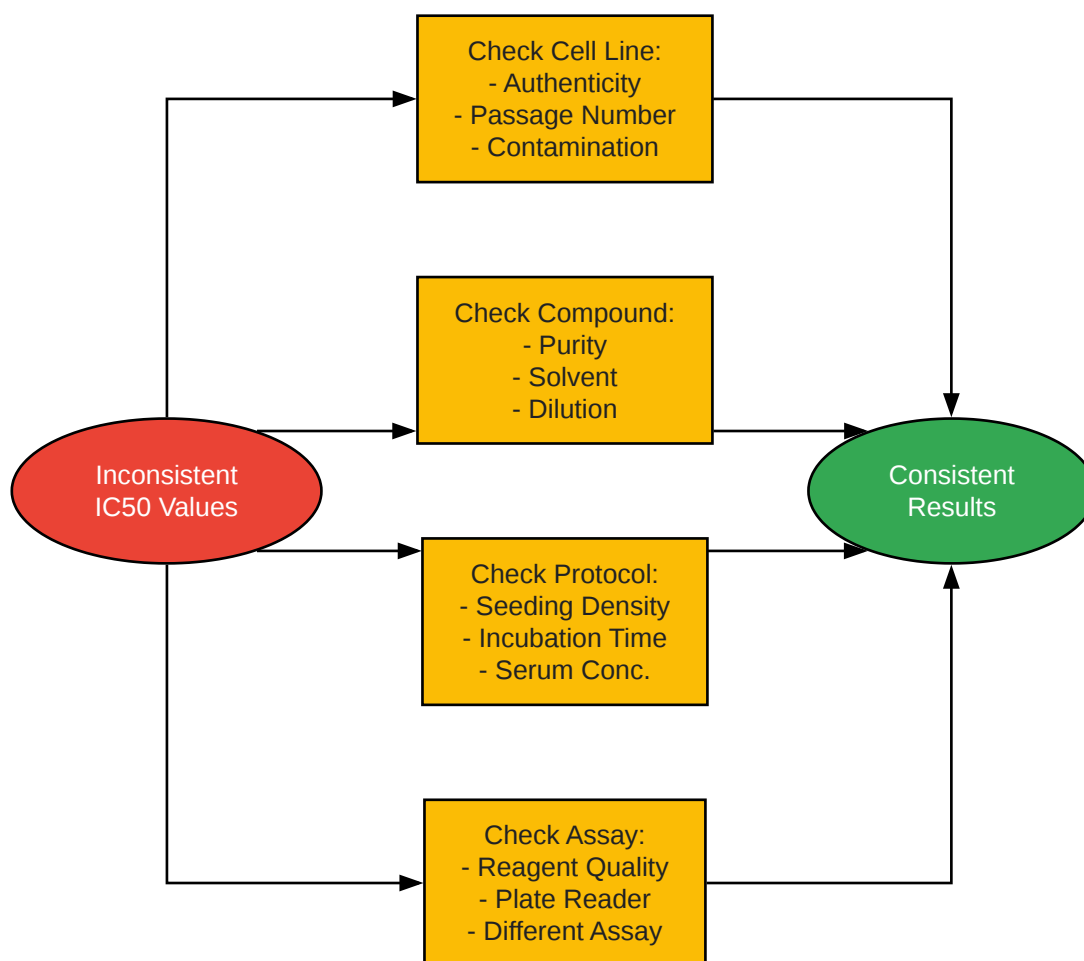 Check Cell Line:
- Authenticity
- Passage Number
- Contamination
Check Compound:
- Purity
- Solvent
- Dilution
Inconsistent
IC50 Values
Consistent
Results
Check Protocol:
- Seeding Density
- Incubation Time
- Serum Conc.
Check Assay:
- Reagent Quality
- Plate Reader
- Different Assay